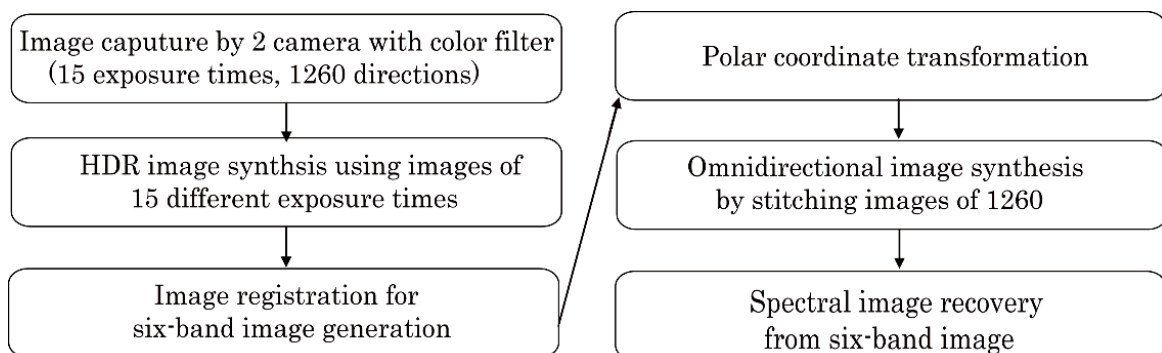 Image caputure by 2 camera with color filter
(15 exposure times, 1260 directions)
HDR image synthsis using images of
15 different exposure times
Image registration for
six-band image generation
Polar coordinate transformation
Omnidirectional image synthesis
by stitching images of 1260
Spectral image recovery
from six-band image